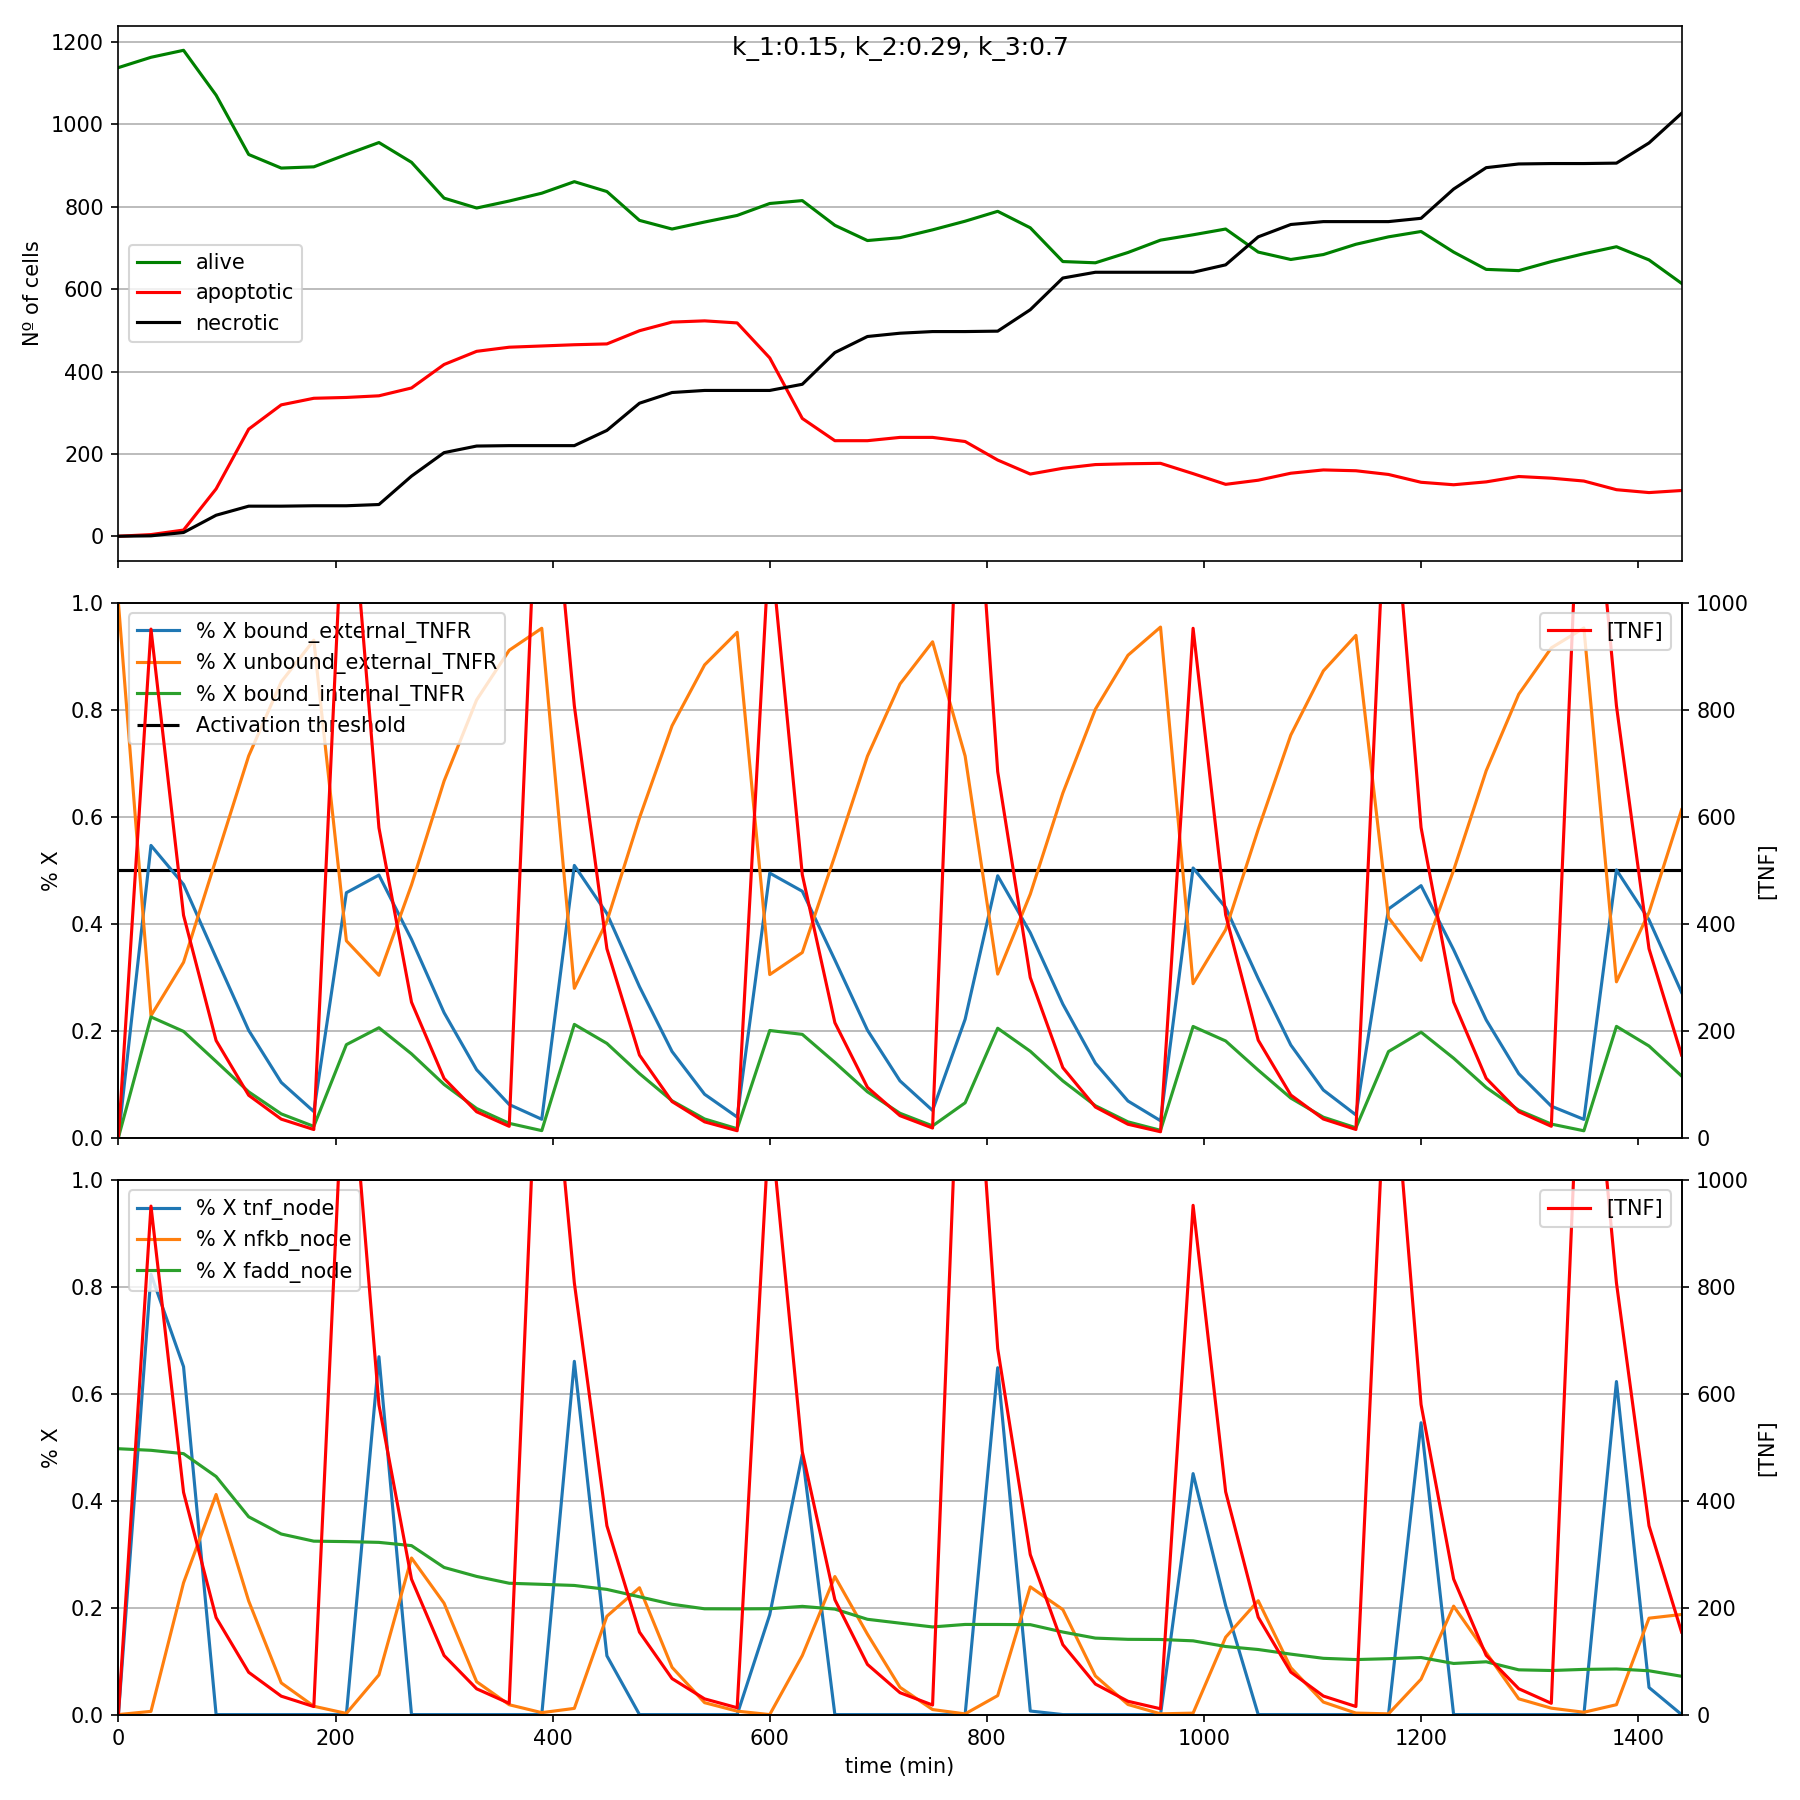 k_1:0.15, k_2:0.29, k_3:0.7
1200
1000
800
600
400
200
0
Nº of cells
alive
apoptotic
necrotic
1.0
0.8
0.6
0.4
0.2
0.0
% X
% X bound_external_TNFR
% X unbound_external_TNFR
% X bound_internal_TNFR
Activation threshold
[TNF]
1000
800
600
400
200
0
[TNF]
1.0
0.8
0.6
0.4
0.2
0.0
% X
% X tnf_node
% X nfkb_node
% X fadd_node
[TNF]
1000
800
600
400
200
0
[TNF]
0 200 400 600 800 1000 1200 1400
time (min)